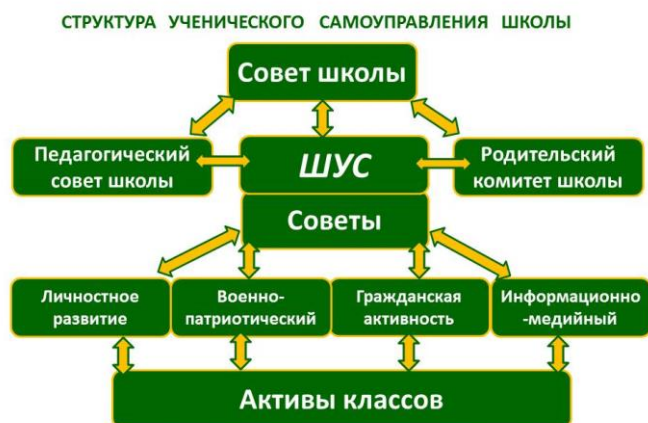 СТРУКТУРА УЧЕНИЧЕСКОГО САМОУПРАВЛЕНИЯ ШКОЛЫ
Совет школы
Педагогический
совет школы
ШУС
Родительский
комитет школы
Советы
Личностное
развитие
Военно-
патриотический
Гражданская
активность
Информационно
-медийный
Активы классов